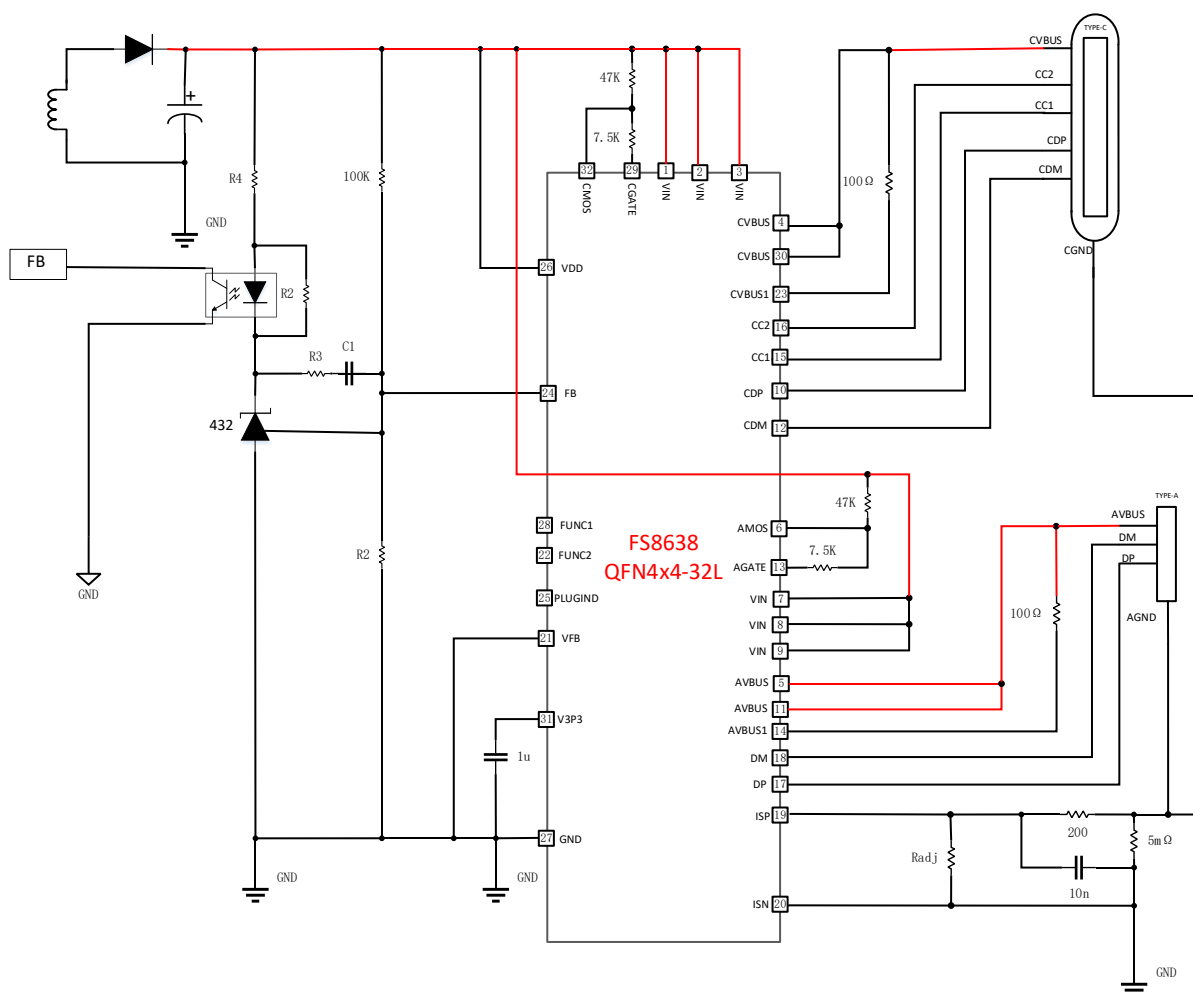 TYPE-C
CVBUS
CC2
CC1
CDP
CDM
CGND
+
GND
R4
100K
47K
7.5K
32
CMOS
29
CGATE
1
VIN
2
VIN
3
VIN
100Ω
CVBUS
4
CVBUS
30
CVBUS1
23
CC2
16
CC1
15
CDP
10
CDM
12
FB
R2
26
VDD
R3
C1
24
FB
432
GND
28
FUNC1
22
FUNC2
25
PLUGIND
21
VFB
R2
31
V3P3
1u
27
GND
GND
GND
FS8638
QFN4x4-32L
47K
AMOS
6
7.5K
AGATE
13
VIN
7
VIN
8
VIN
9
AVBUS
5
AVBUS
11
AVBUS1
14
DM
18
DP
17
ISP
19
ISN
20
TYPE-A
AVBUS
DM
DP
AGND
100Ω
200
5mΩ
Radj
10n
GND